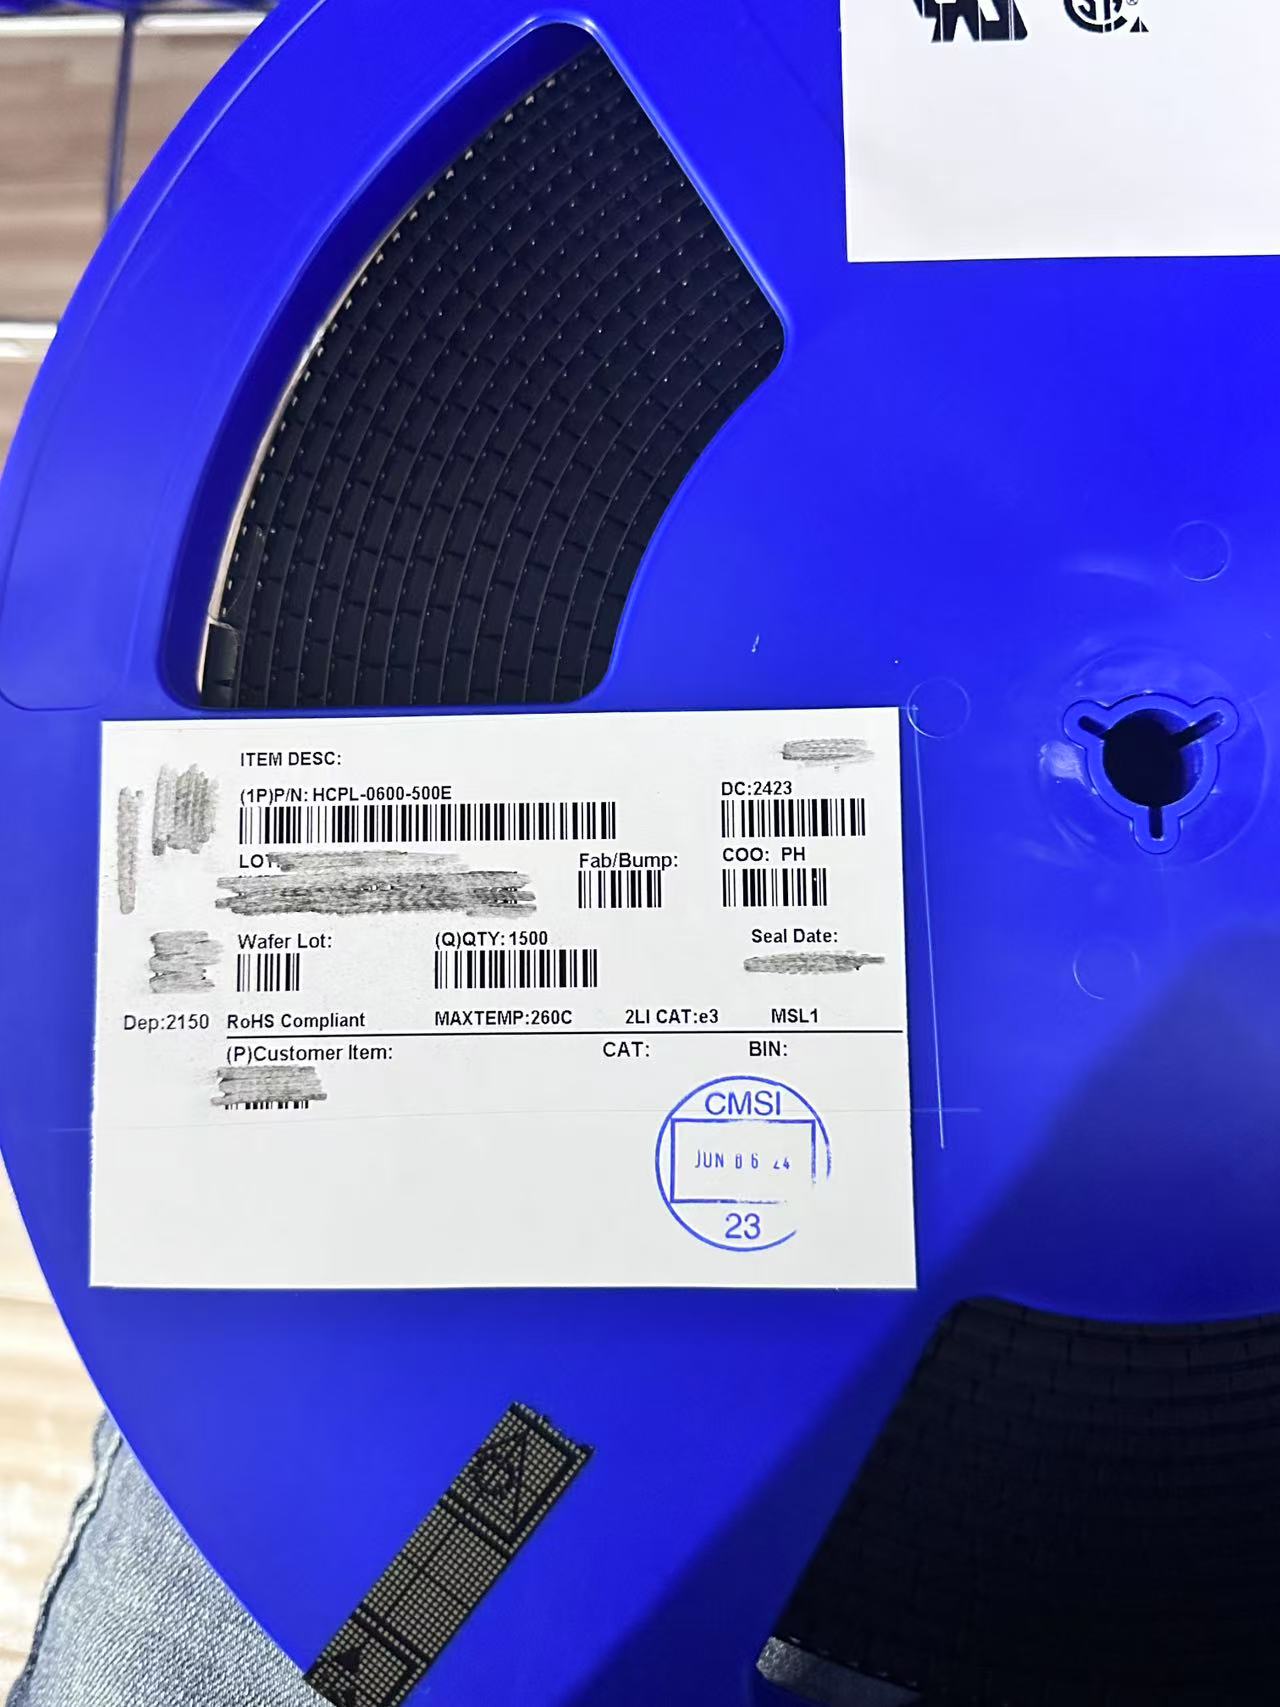 ITEM DESC:
(1P)P/N: HCPL-0600-500E
DC:2423
LOT:
Fab/Bump:
COO: PH
Wafer Lot:
(Q)QTY: 1500
Seal Date:
Dep:2150
RoHS Compliant
MAXTEMP:260C
2LI CAT:e3
MSL1
(P)Customer Item:
CAT:
BIN:
CMSI
JUN 06 24
23